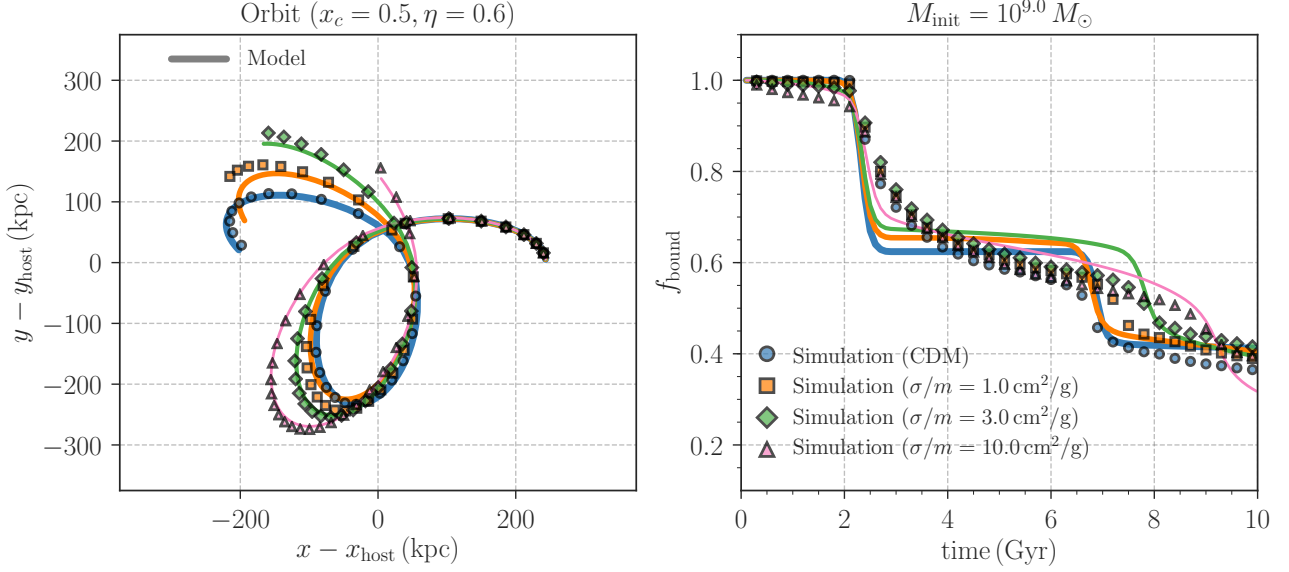 Orbit (x_c = 0.5, η = 0.6)
Model
300
200
100
0
−100
−200
−300
y − y_host (kpc)
−200 0 200
x − x_host (kpc)
M_init = 10^9.0 M_⊙
1.0
0.8
0.6
0.4
0.2
f_bound
Simulation (CDM)
Simulation (σ/m = 1.0 cm²/g)
Simulation (σ/m = 3.0 cm²/g)
Simulation (σ/m = 10.0 cm²/g)
0 2 4 6 8 10
time (Gyr)